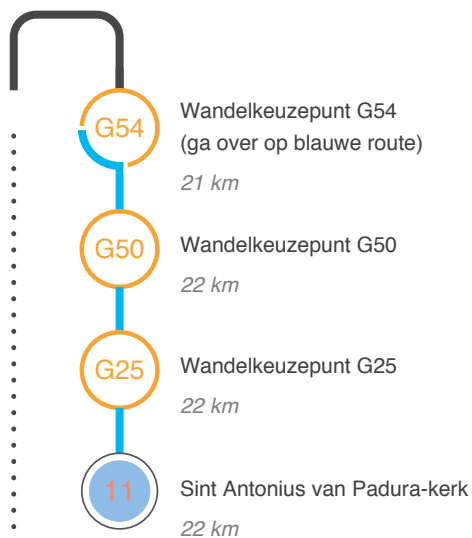 G54
Wandelkeuzepunt G54
(ga over op blauwe route)
21 km
G50
Wandelkeuzepunt G50
22 km
G25
Wandelkeuzepunt G25
22 km
11
Sint Antonius van Padura-kerk
22 km